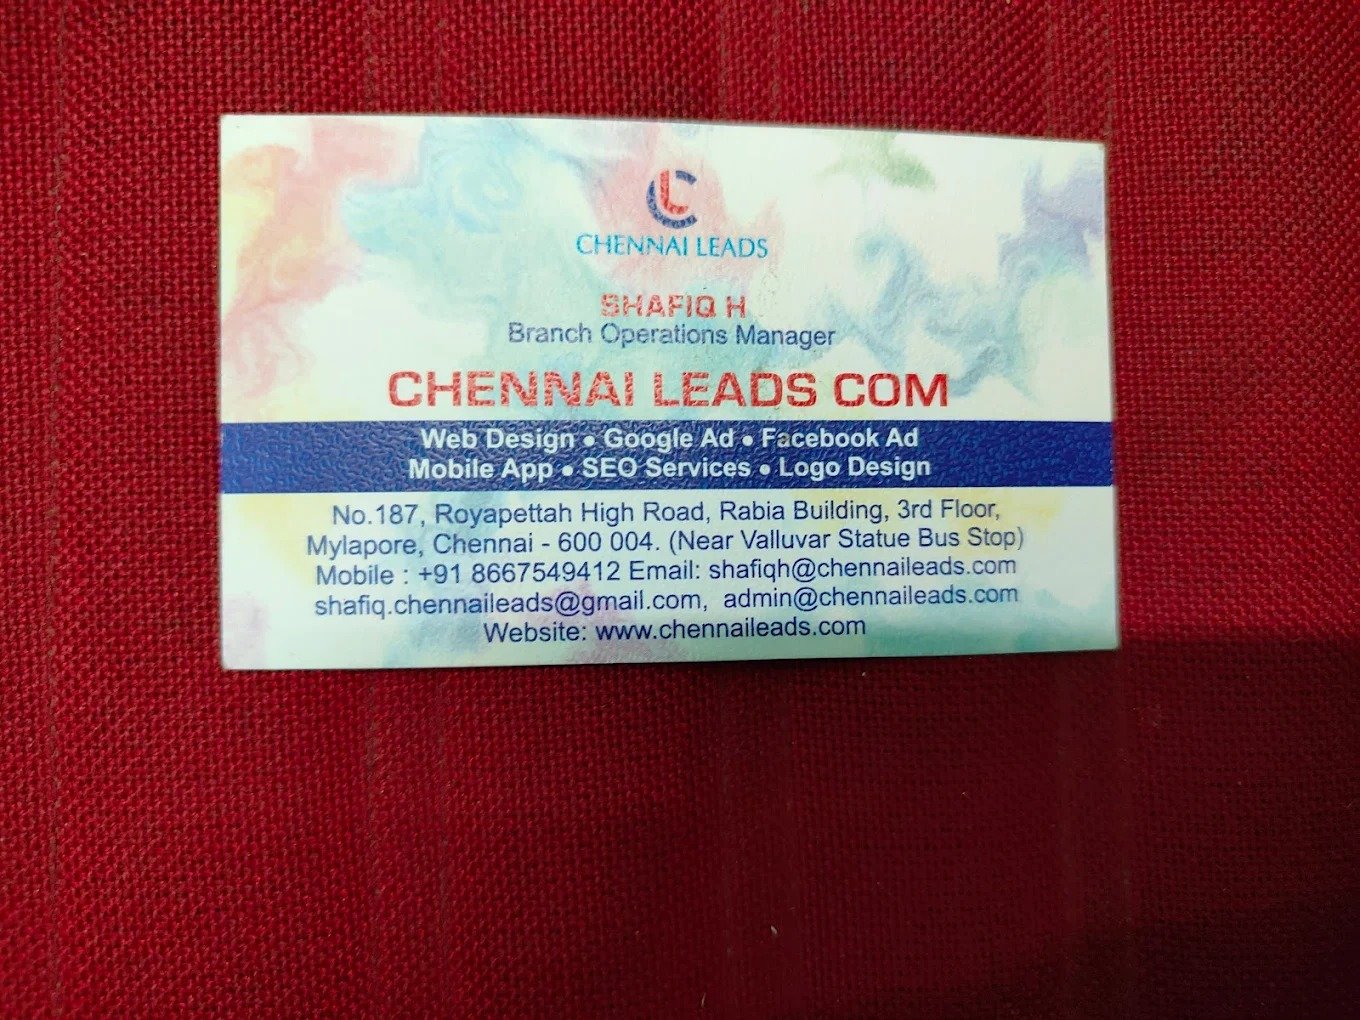 CHENNAI LEADS
SHAFIQ H
Branch Operations Manager
CHENNAI LEADS COM
Web Design • Google Ad • Facebook Ad
Mobile App • SEO Services • Logo Design
No.187, Royapettah High Road, Rabia Building, 3rd Floor,
Mylapore, Chennai - 600 004. (Near Valluvar Statue Bus Stop)
Mobile : +91 8667549412 Email: shafiqh@chennaileads.com
shafiq.chennaileads@gmail.com, admin@chennaileads.com
Website: www.chennaileads.com